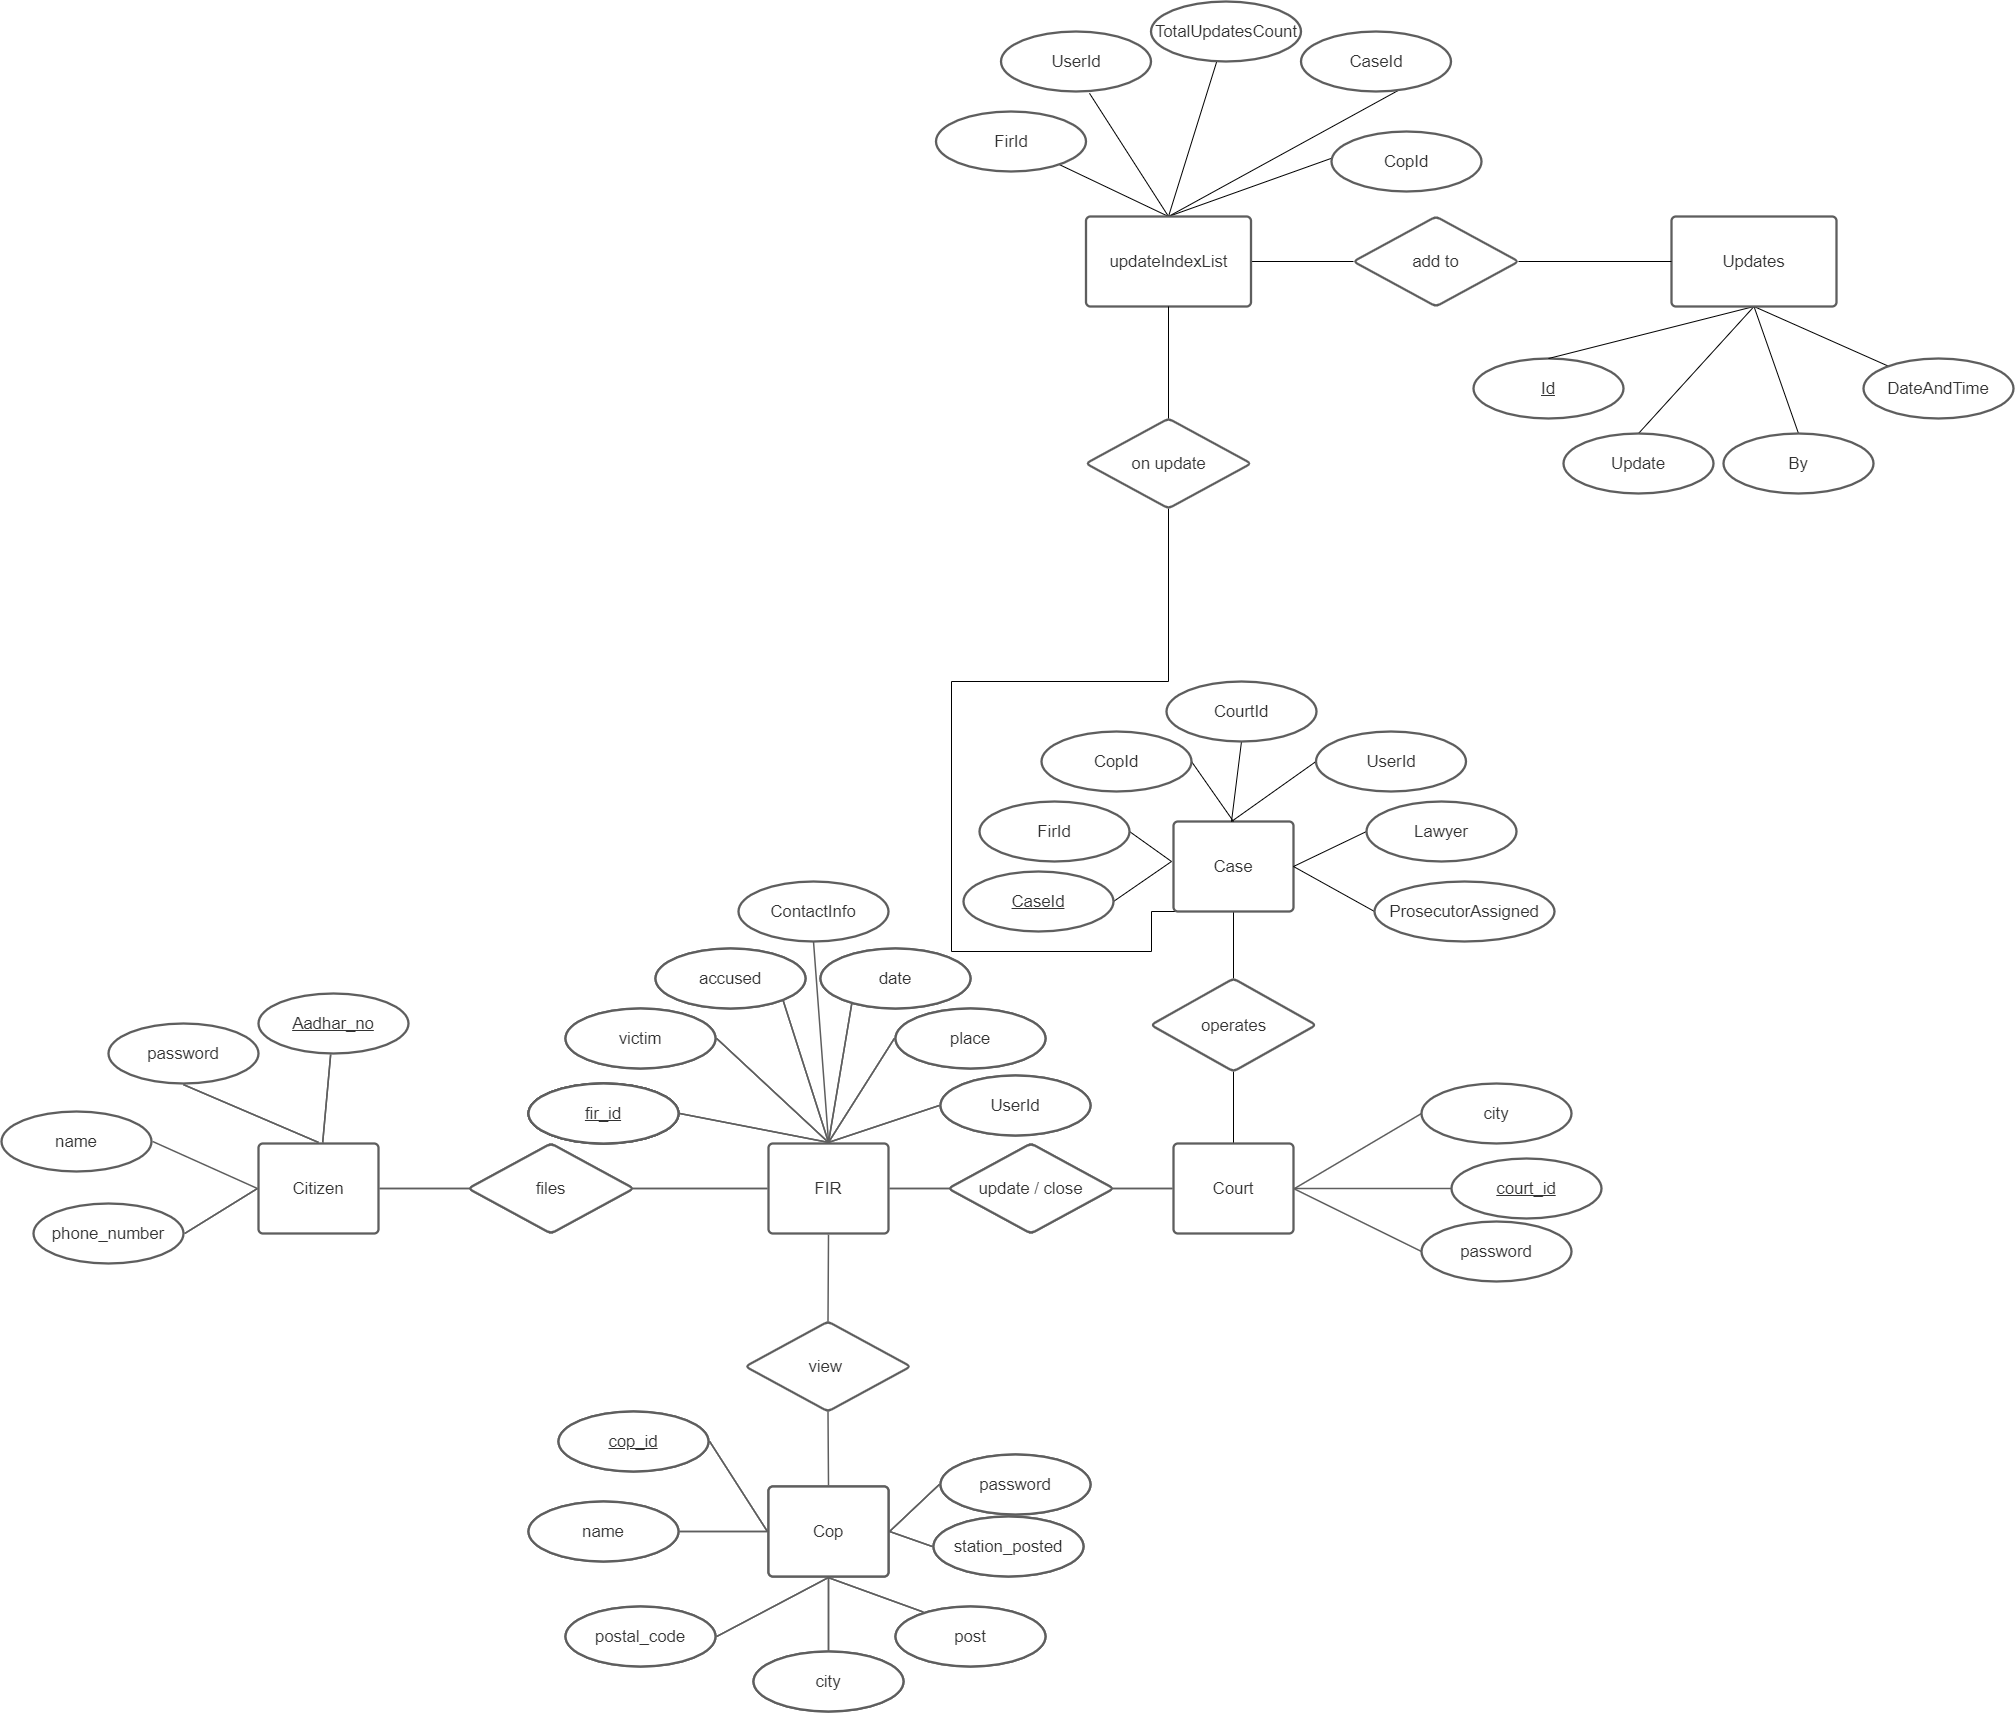 TotalUpdatesCount
UserId
CaseId
FirId
CopId
updateIndexList
add to
Updates
Id
DateAndTime
Update
By
on update
CourtId
CopId
UserId
FirId
Lawyer
Case
CaseId
ProsecutorAssigned
ContactInfo
accused
date
operates
Aadhar_no
password
victim
place
fir_id
UserId
city
name
Citizen
files
FIR
update / close
Court
court_id
phone_number
password
view
cop_id
password
name
Cop
station_posted
postal_code
post
city